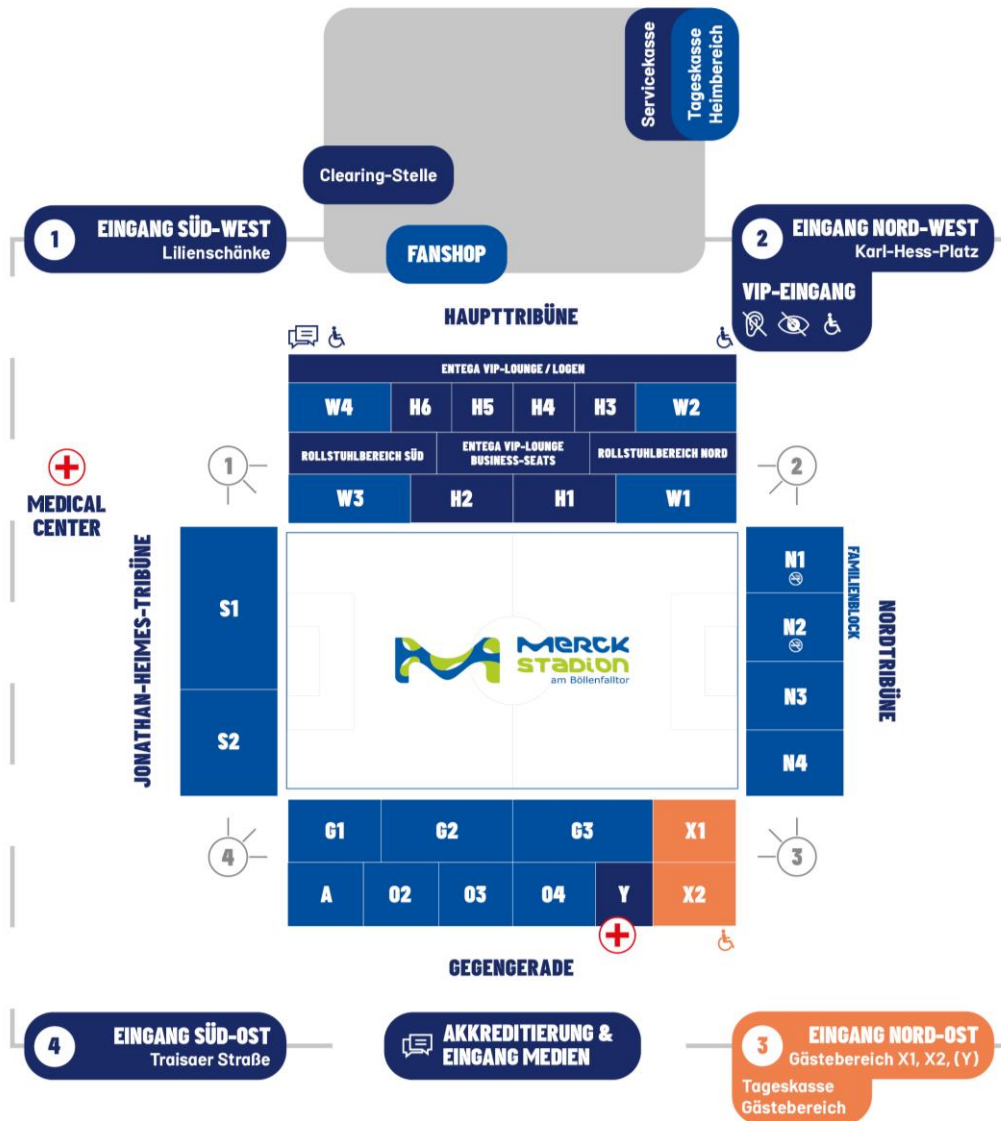 Servicekasse
Tageskasse
Heimbereich
Clearing-Stelle
1
EINGANG SÜD-WEST
Lilienschänke
FANSHOP
2
EINGANG NORD-WEST
Karl-Hess-Platz
VIP-EINGANG
HAUPTTRIBÜNE
ENTEGA VIP-LOUNGE / LOGEN
W4
H6
H5
H4
H3
W2
ROLLSTUHLBEREICH SÜD
ENTEGA VIP-LOUNGE
BUSINESS-SEATS
ROLLSTUHLBEREICH NORD
W3
H2
H1
W1
1
2
MEDICAL
CENTER
JONATHAN-HEIMES-TRIBÜNE
S1
S2
MERCK
STADION
am Böllenfalltor
N1
N2
N3
N4
FAMILIENBLOCK
NORDTRIBÜNE
G1
G2
G3
X1
4
3
A
O2
O3
O4
Y
X2
GEGENGERADE
4
EINGANG SÜD-OST
Traisaer Straße
AKKREDITIERUNG &
EINGANG MEDIEN
3
EINGANG NORD-OST
Gästebereich X1, X2, (Y)
Tageskasse
Gästebereich